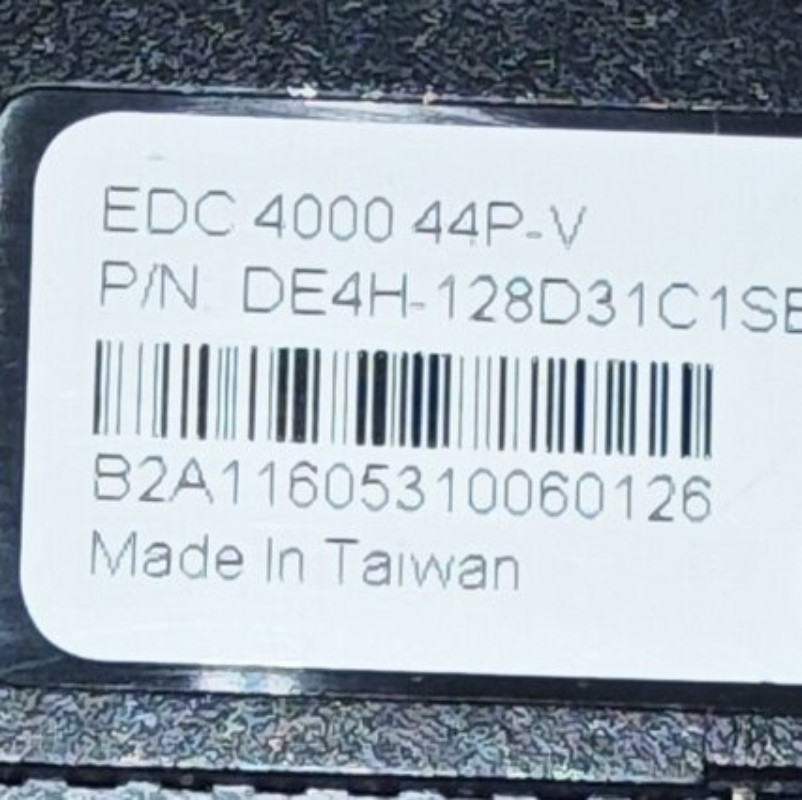 EDC 4000 44P-V
P/N DE4H-128D31C1SE
B2A11605310060126
Made In Taiwan